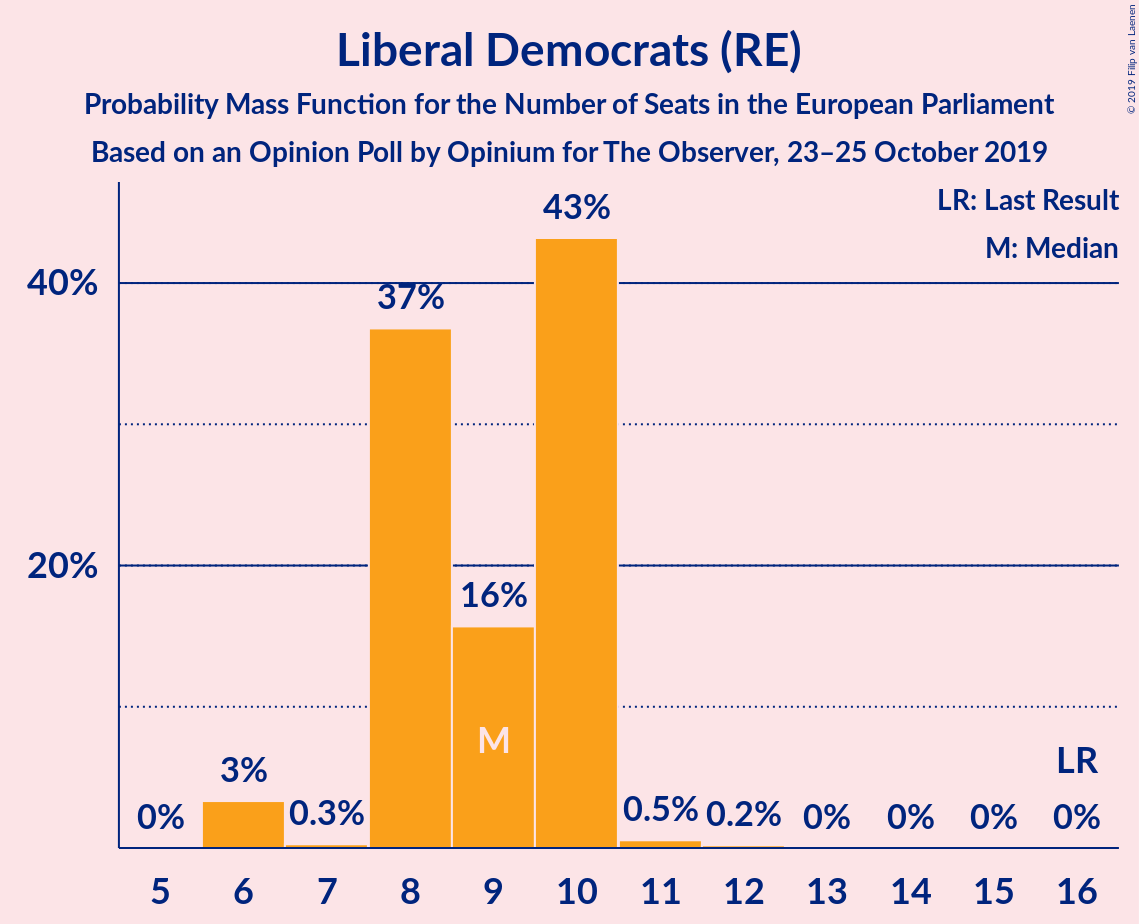 Liberal Democrats (RE)
Probability Mass Function for the Number of Seats in the European Parliament
Based on an Opinion Poll by Opinium for The Observer, 23–25 October 2019
© 2019 Filip van Laenen
LR: Last Result
M: Median
40%
20%
0%
3%
0.3%
37%
16%
43%
0.5%
0.2%
0%
0%
0%
0%
M
LR
5 6 7 8 9 10 11 12 13 14 15 16